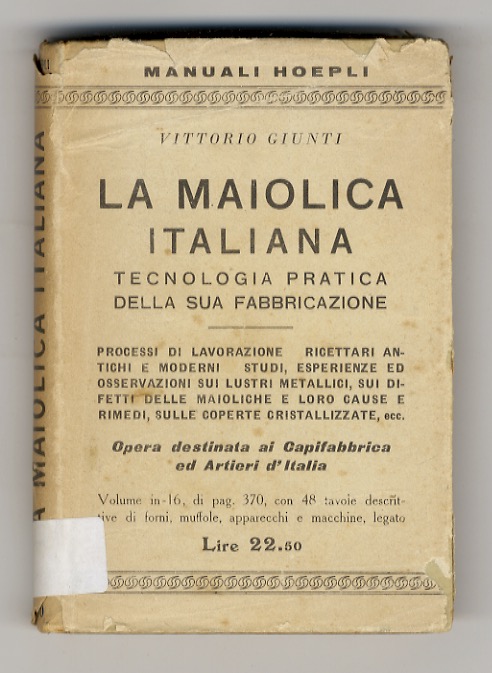 MANUALI HOEPLI
VITTORIO GIUNTI
LA MAIOLICA
ITALIANA
TECNOLOGIA PRATICA
DELLA SUA FABBRICAZIONE
PROCESSI DI LAVORAZIONE RICETTARI AN-
TICHI E MODERNI STUDI, ESPERIENZE ED
OSSERVAZIONI SUI LUSTRI METALLICI, SUI DI-
FETTI DELLE MAIOLICHE E LORO CAUSE E
RIMEDI, SULLE COPERTE CRISTALLIZZATE, ecc.
Opera destinata ai Capifabbrica
ed Artieri d'Italia
Volume in-16, di pag. 370, con 48 tavole descrit-
tive di forni, muffole, apparecchi e macchine, legato
Lire 22.50
A MAIOLICA ITALIANA